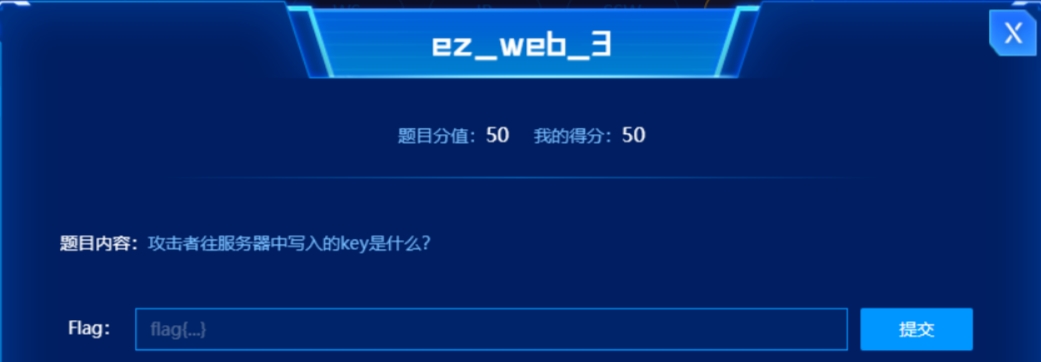 ez_web_3
X
题目分值：50 我的得分：50
题目内容：攻击者往服务器中写入的key是什么?
Flag： flag{...} 提交